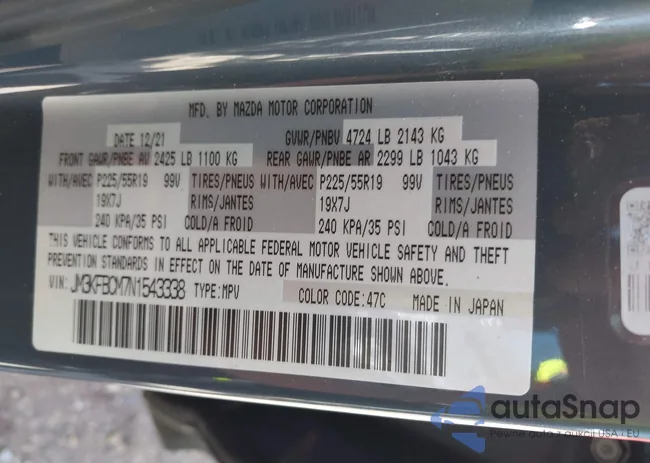 MFD. BY MAZDA MOTOR CORPORATION
DATE 12/21 GVWR/PNBV 4724 LB 2143 KG
FRONT GAWR/PNBE AV 2425 LB 1100 KG REAR GAWR/PNBE AR 2299 LB 1043 KG
WITH/AVEC P225/55R19 99V TIRES/PNEUS WITH/AVEC P225/55R19 99V TIRES/PNEUS
19X7J RIMS/JANTES 19X7J RIMS/JANTES
240 KPA/35 PSI COLD/A FROID 240 KPA/35 PSI COLD/A FROID
THIS VEHICLE CONFORMS TO ALL APPLICABLE FEDERAL MOTOR VEHICLE SAFETY AND THEFT
PREVENTION STANDARDS IN EFFECT ON THE DATE OF MANUFACTURE SHOWN ABOVE.
VIN: JM3KFBCM7N1543338 TYPE:MPV COLOR CODE:47C MADE IN JAPAN
autoSnap
Pewne auto z aukcji USA i EU